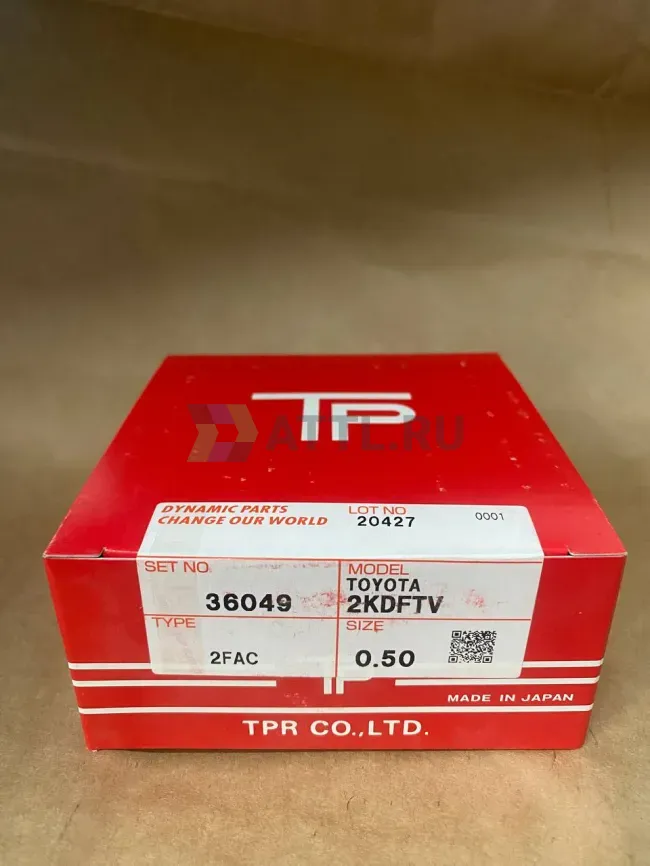 TP
ATTL.RU
DYNAMIC PARTS
CHANGE OUR WORLD
LOT NO
20427
0001
SET NO
36049
MODEL
TOYOTA
2KDFTV
TYPE
2FAC
SIZE
0.50
TP
MADE IN JAPAN
TPR CO.,LTD.